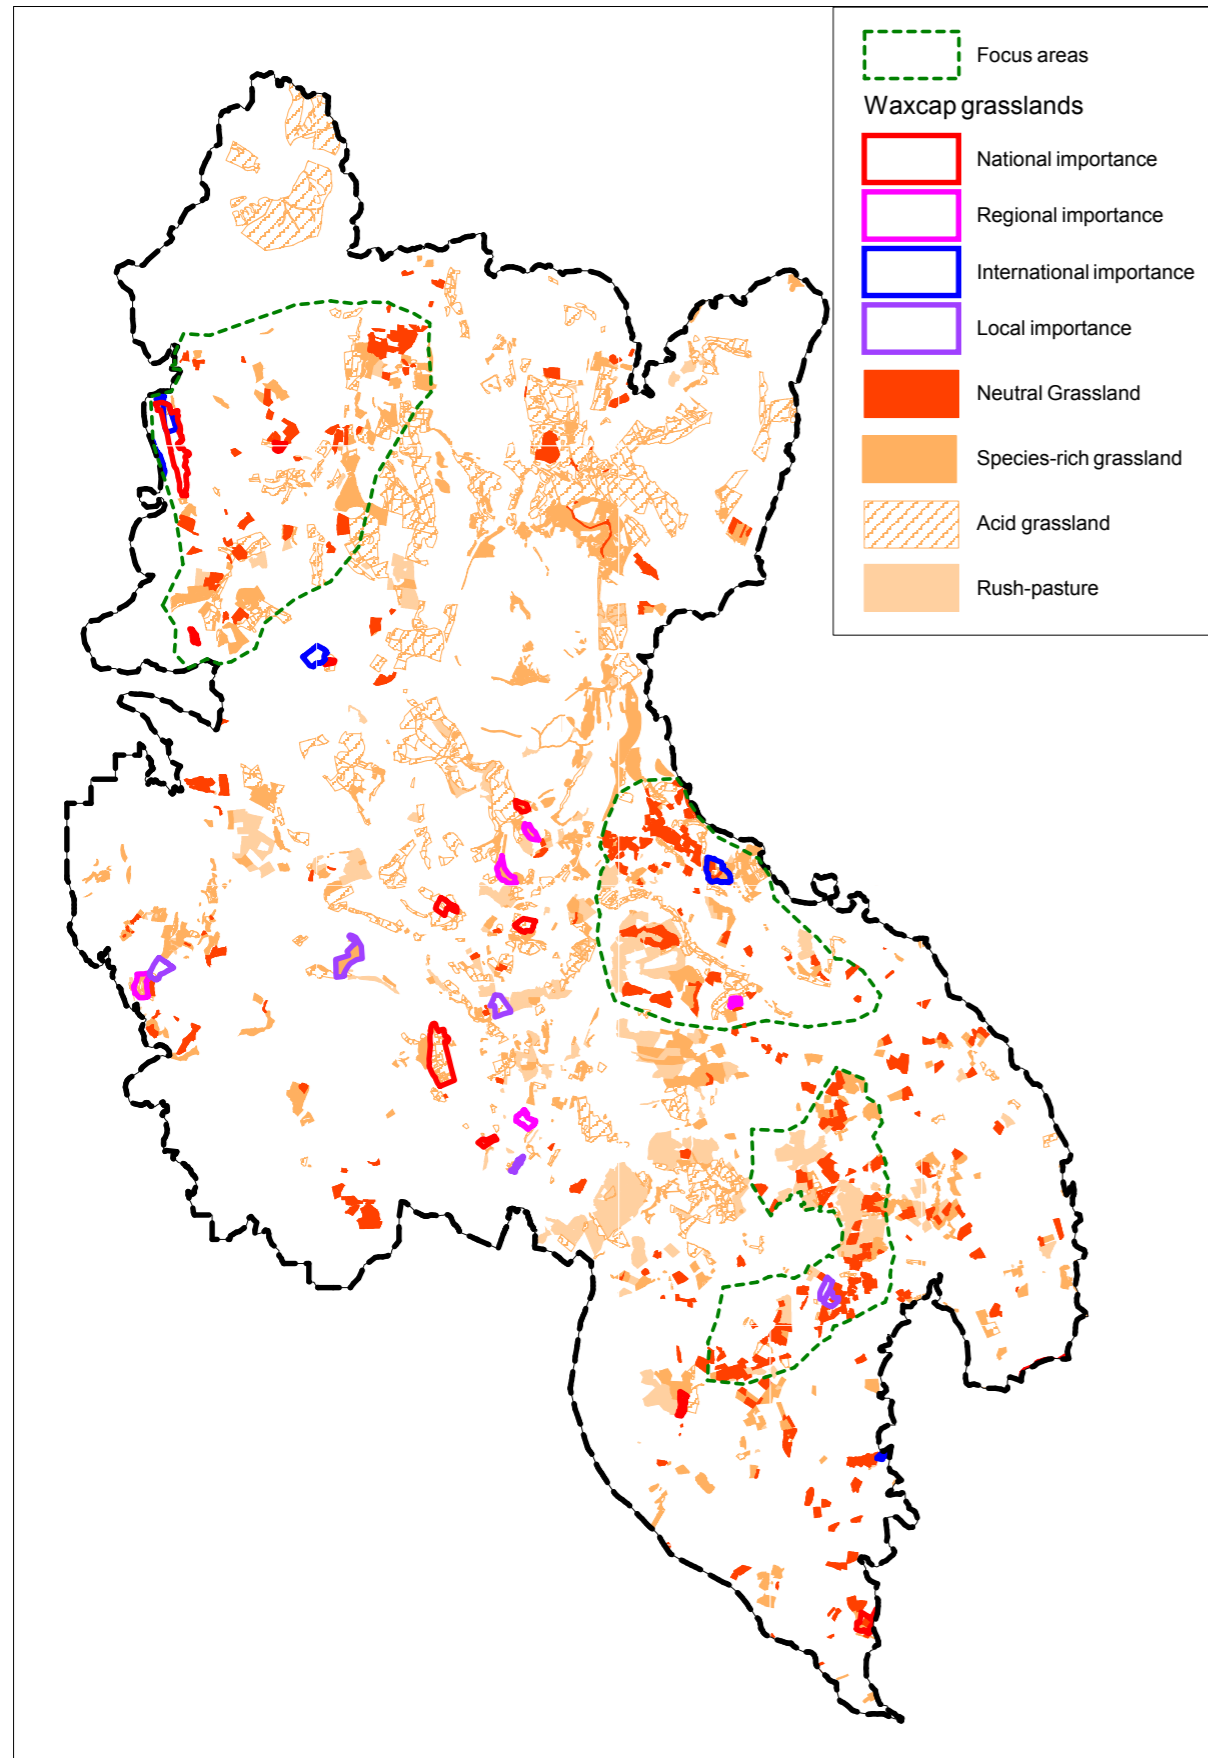 Focus areas
Waxcap grasslands
National importance
Regional importance
International importance
Local importance
Neutral Grassland
Species-rich grassland
Acid grassland
Rush-pasture